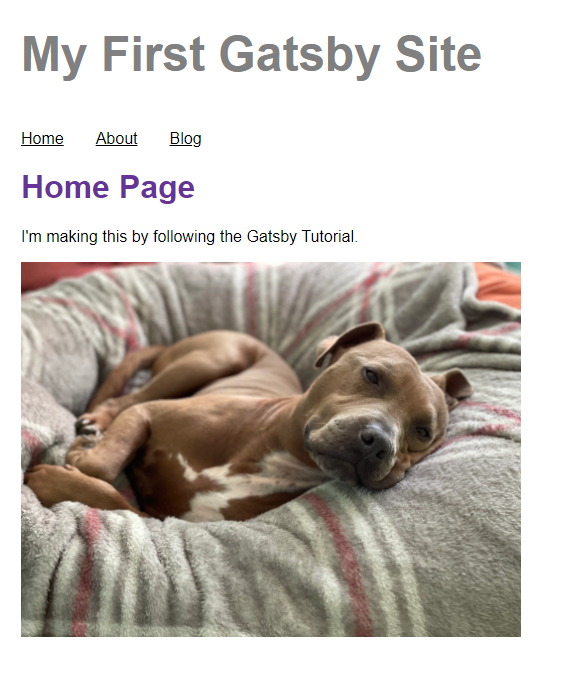 My First Gatsby Site
Home About Blog
Home Page
I'm making this by following the Gatsby Tutorial.